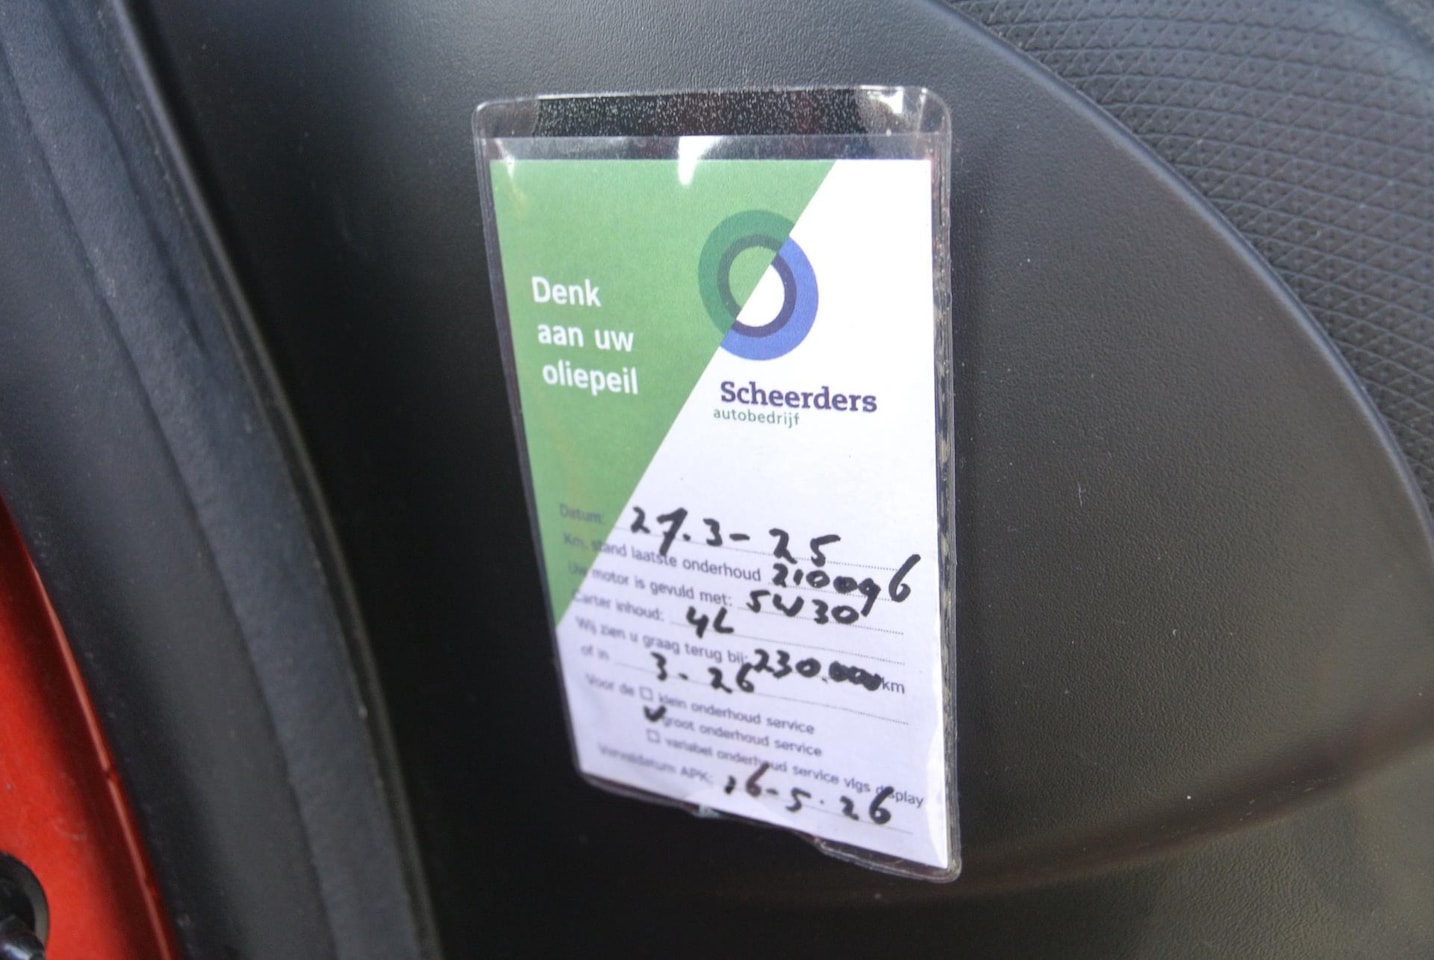 Denk
aan uw
oliepeil
Scheerders
autobedrijf
Datum: 27.3-25
Km. stand laatste onderhoud 210096
Uw motor is gevuld met: 5W30
Carter inhoud: 4L
Wij zien u graag terug bij: 230.000 km
of in 3-26
Voor de klein onderhoud service
groot onderhoud service
variabel onderhoud service vlgs display
Vervaldatum APK: 16-5-26